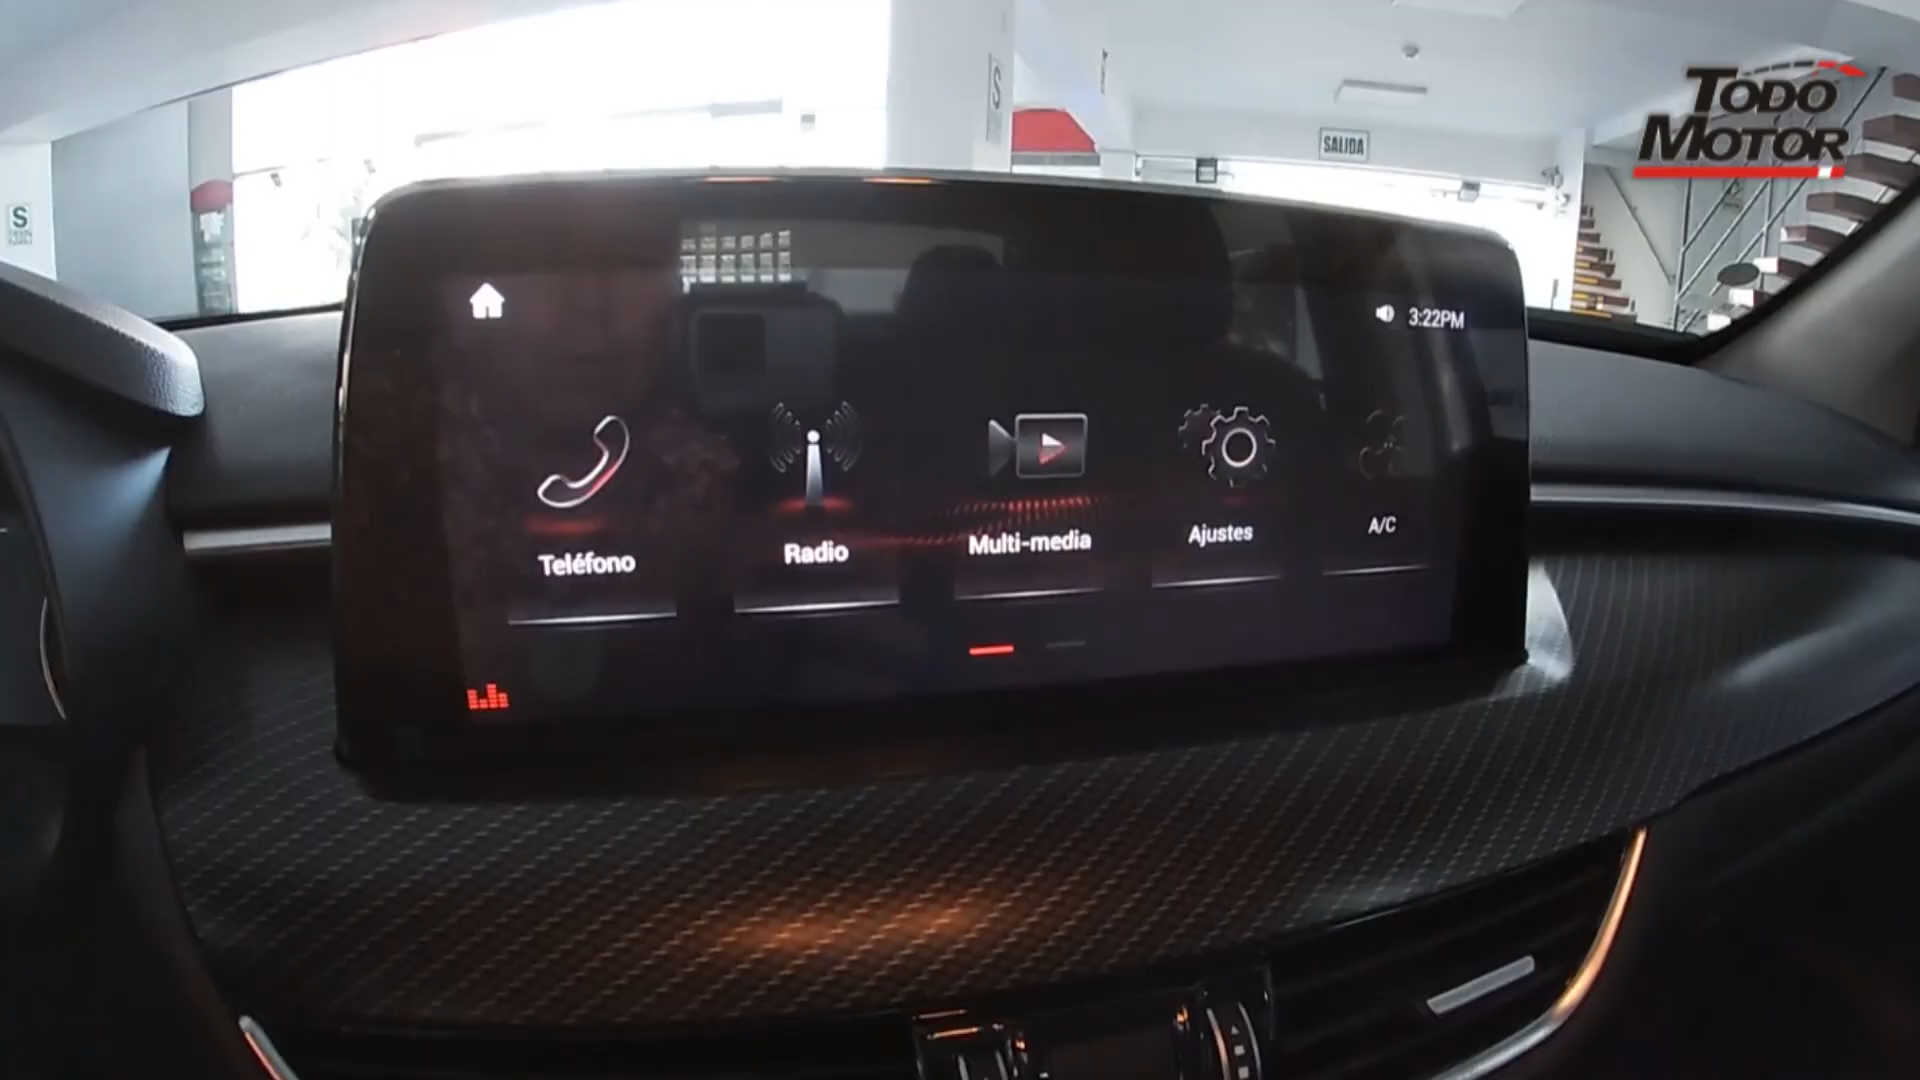 TODO
MOTOR
S
SALIDA
S
3:22PM
Teléfono
Radio
Multi-media
Ajustes
A/C